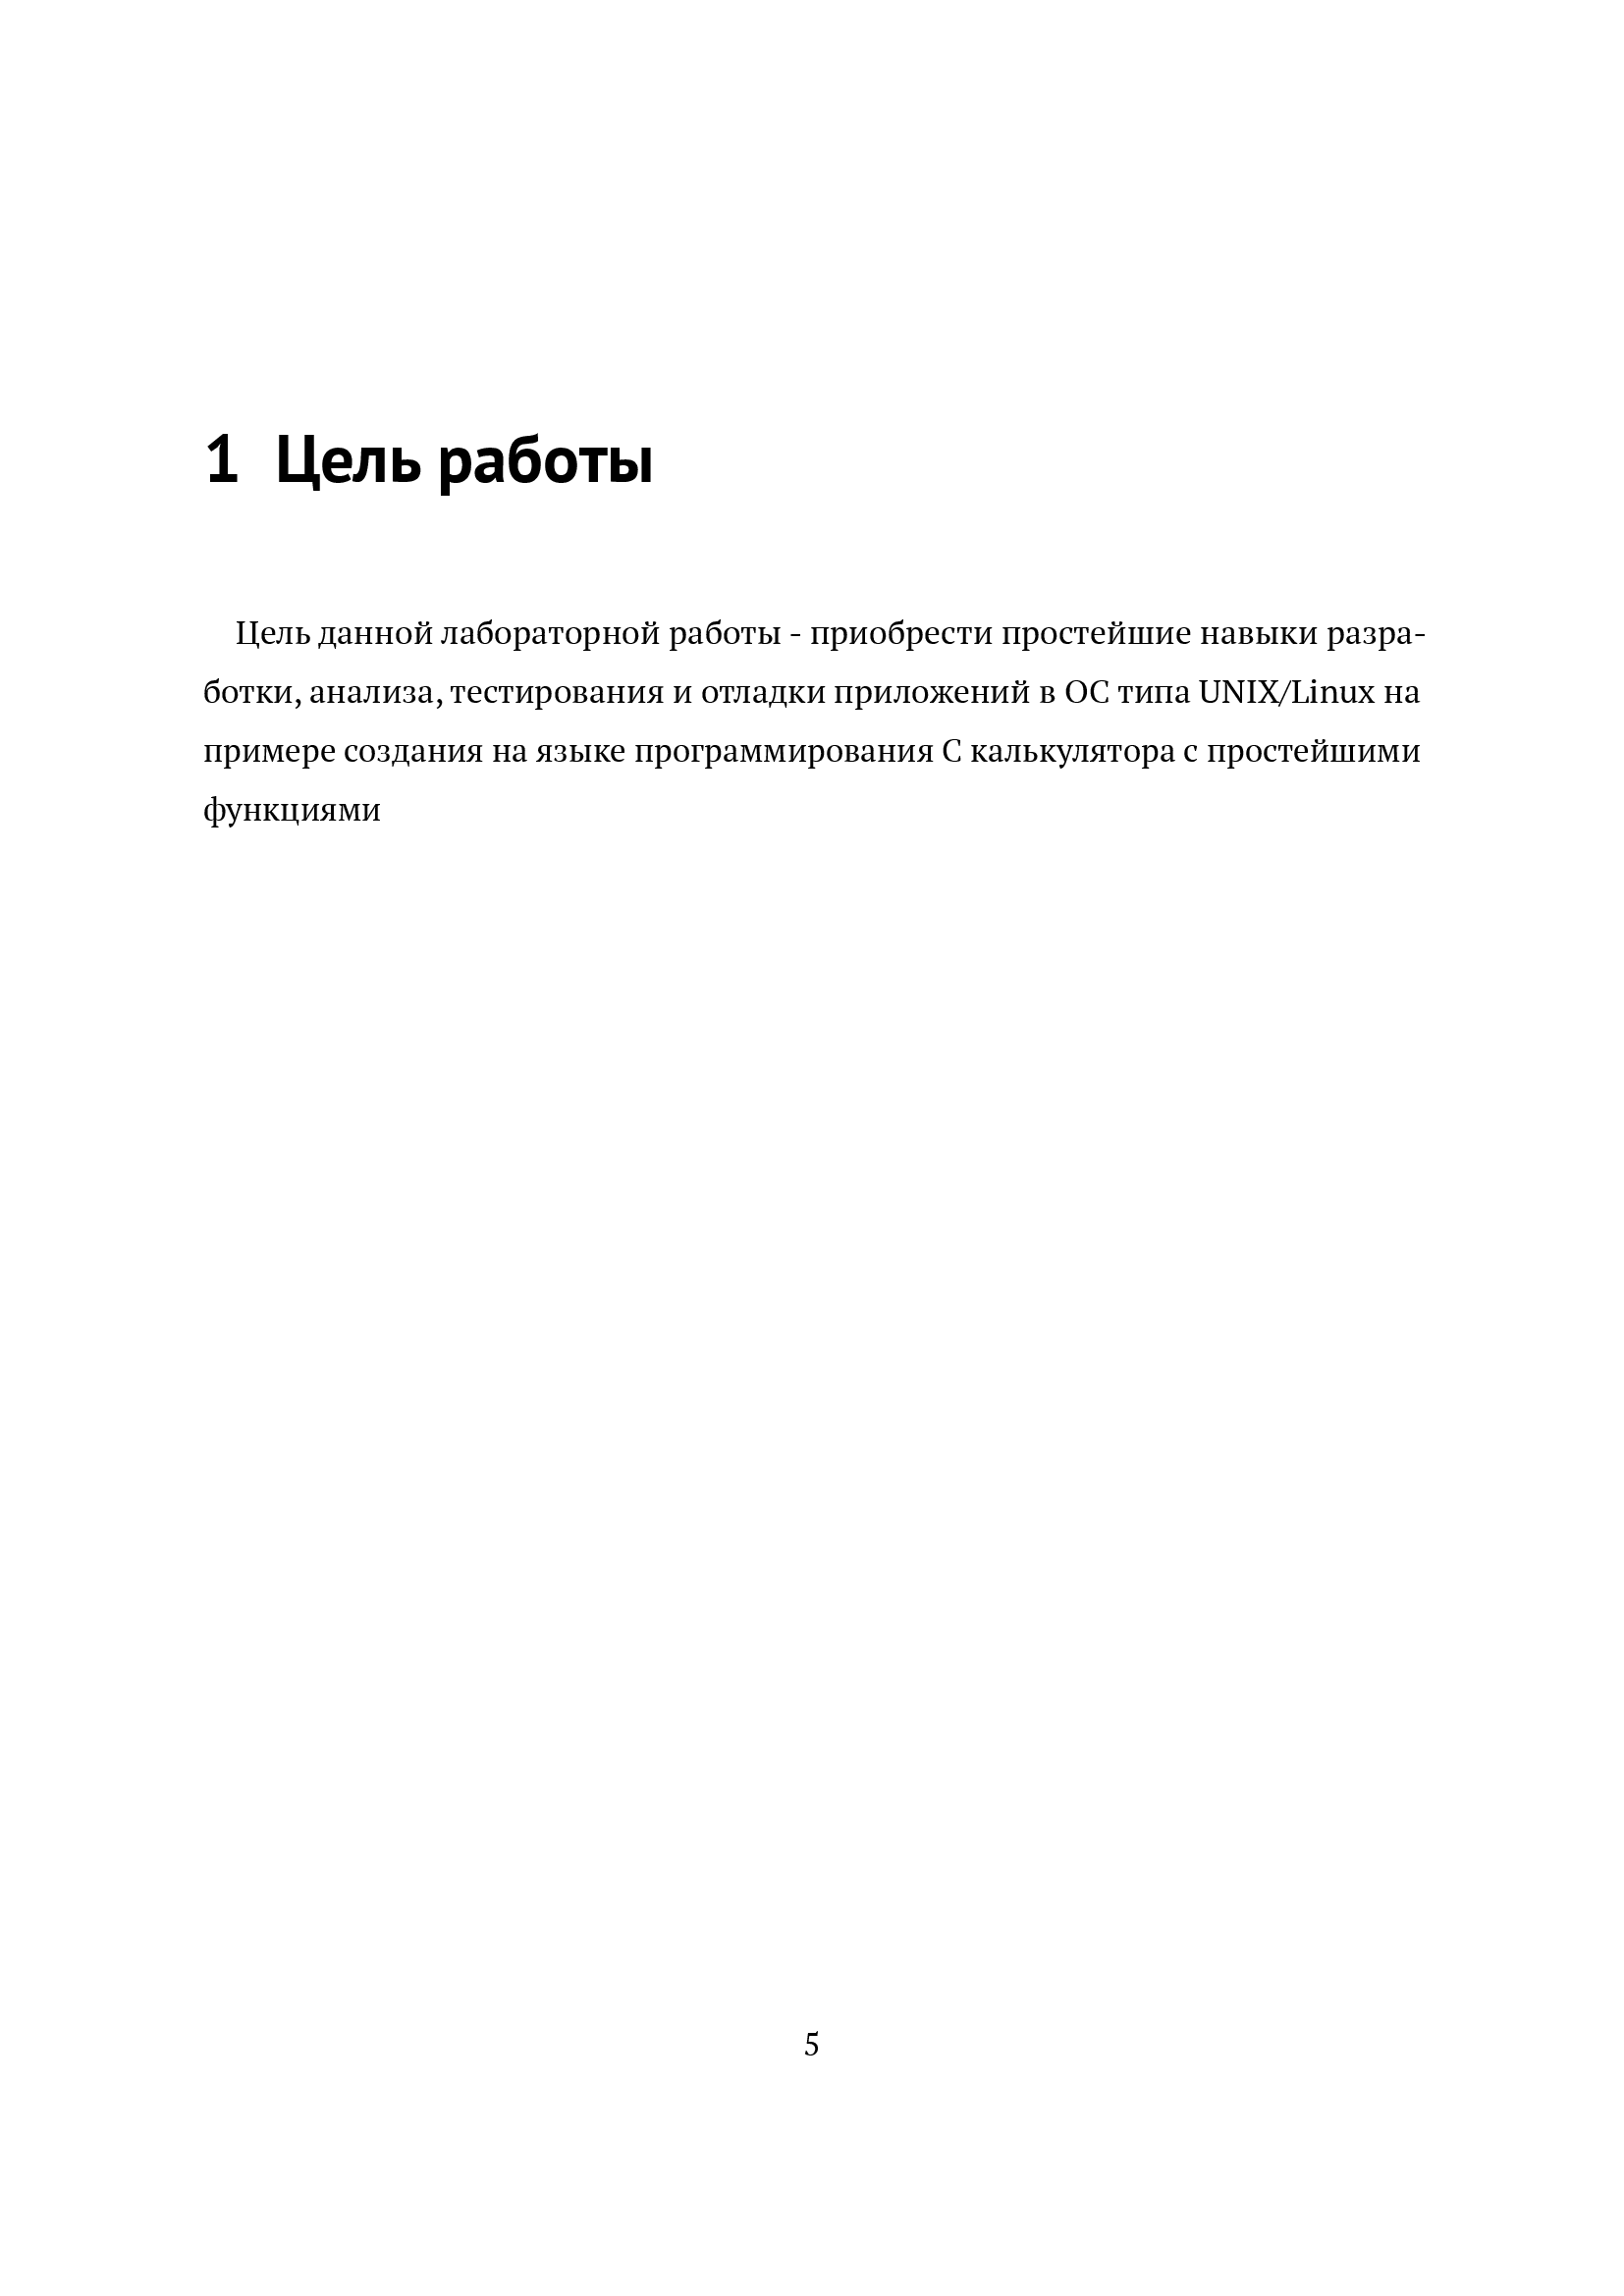 1 Цель работы
Цель данной лабораторной работы - приобрести простейшие навыки разра-
ботки, анализа, тестирования и отладки приложений в ОС типа UNIX/Linux на
примере создания на языке программирования С калькулятора с простейшими
функциями
5